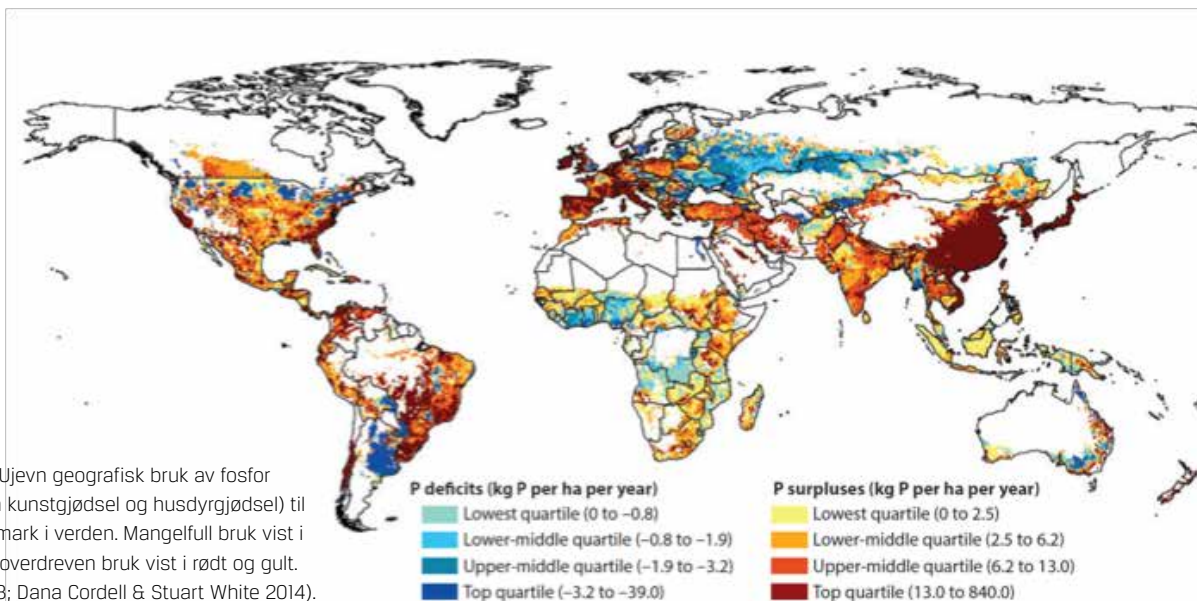 Ujevn geografisk bruk av fosfor
kunstgjødsel og husdyrgjødsel) til
mark i verden. Mangelfull bruk vist i
overdreven bruk vist i rødt og gult.
Dana Cordell & Stuart White 2014).
P deficits (kg P per ha per year)
Lowest quartile (0 to –0.8)
Lower-middle quartile (–0.8 to –1.9)
Upper-middle quartile (–1.9 to –3.2)
Top quartile (–3.2 to –39.0)
P surpluses (kg P per ha per year)
Lowest quartile (0 to 2.5)
Lower-middle quartile (2.5 to 6.2)
Upper-middle quartile (6.2 to 13.0)
Top quartile (13.0 to 840.0)